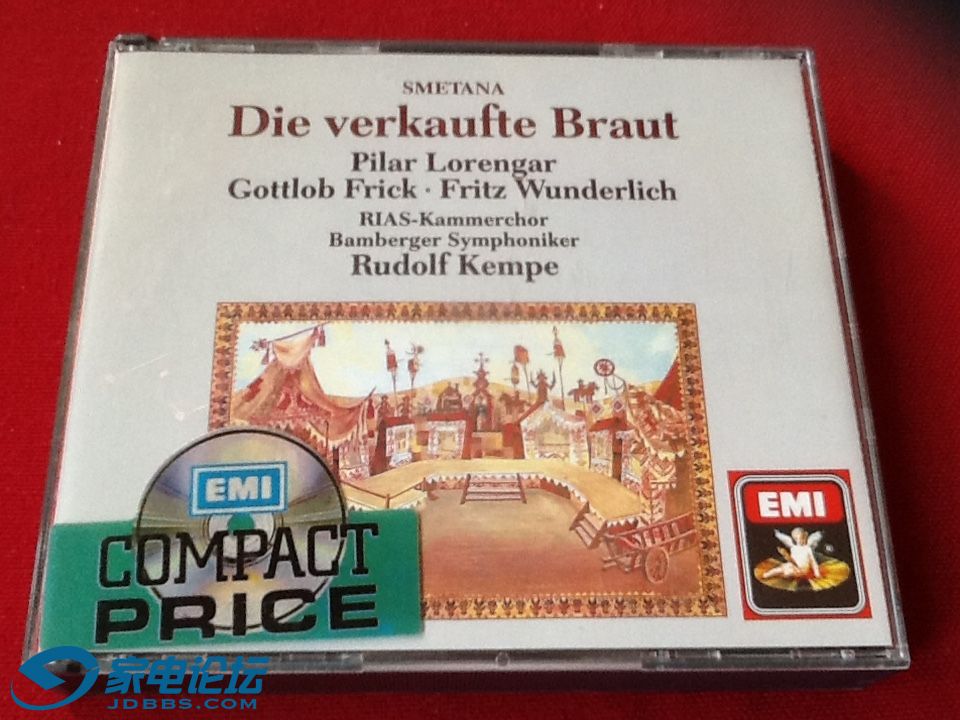 SMETANA
Die verkaufte Braut
Pilar Lorengar
Gottlob Frick · Fritz Wunderlich
RIAS-Kammerchor
Bamberger Symphoniker
Rudolf Kempe
EMI
COMPACT
PRICE
EMI
家电论坛
JDBBS.COM